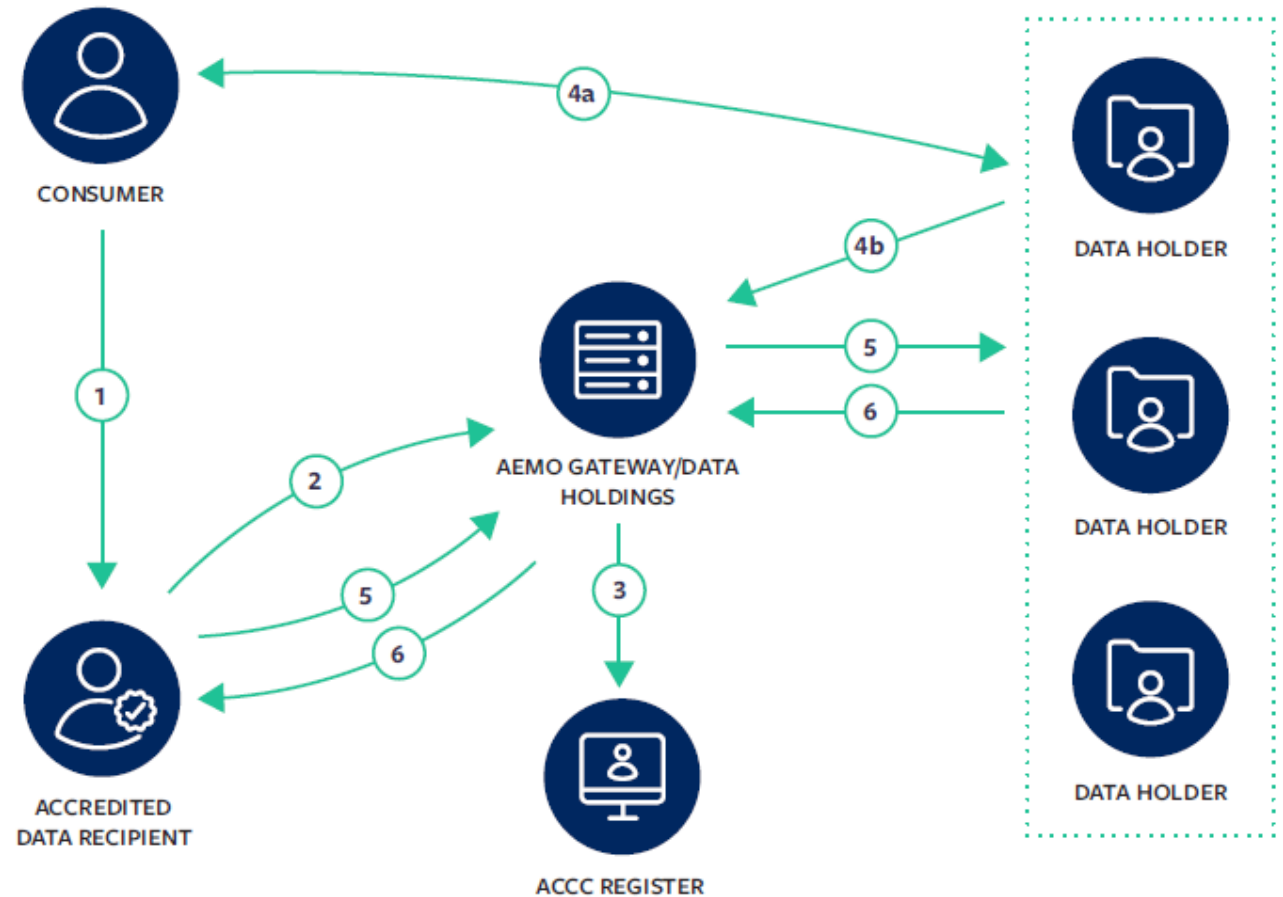 4a
CONSUMER
4b
DATA HOLDER
1
5
6
2
AEMO GATEWAY/DATA
HOLDINGS
DATA HOLDER
5
3
6
ACCREDITED
DATA RECIPIENT
DATA HOLDER
ACCC REGISTER